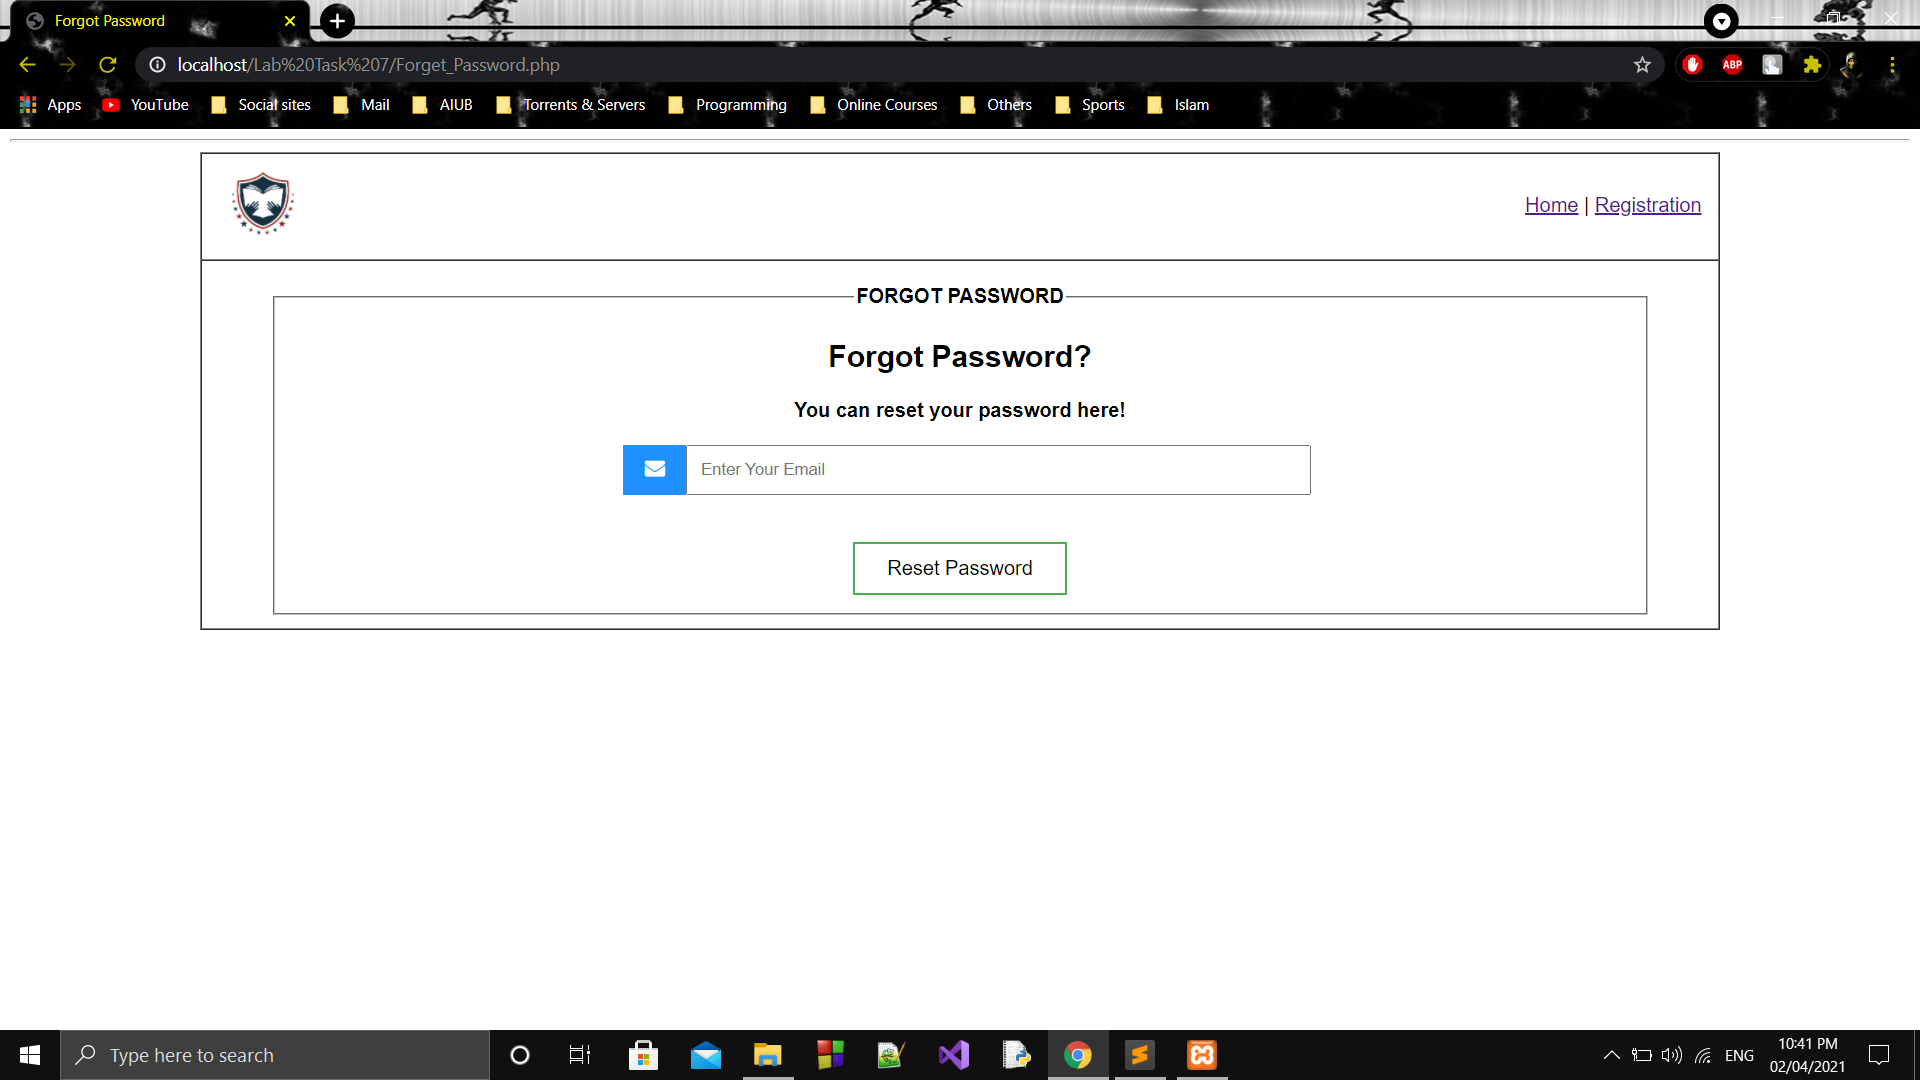 Forgot Password
localhost/Lab%20Task%207/Forget_Password.php
ABP
Apps YouTube Social sites Mail AIUB Torrents & Servers Programming Online Courses Others Sports Islam
Home | Registration
FORGOT PASSWORD
Forgot Password?
You can reset your password here!
Enter Your Email
Reset Password
Type here to search
ENG
10:41 PM
02/04/2021